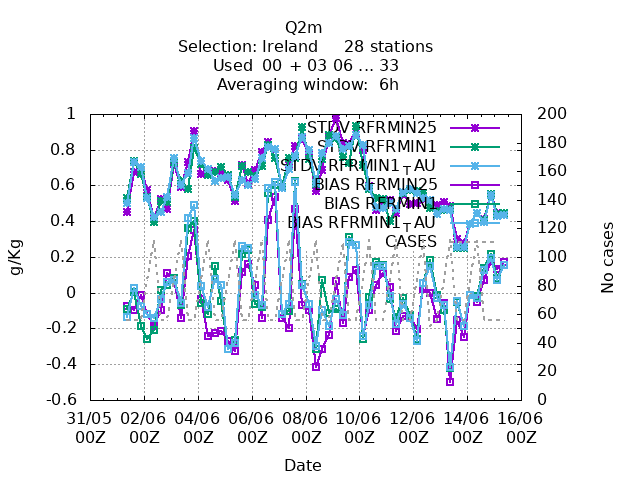 Q2m
Selection: Ireland 28 stations
Used 00 + 03 06 ... 33
Averaging window: 6h
g/Kg
No cases
1
0.8
0.6
0.4
0.2
0
-0.2
-0.4
-0.6
200
180
160
140
120
100
80
60
40
20
0
STDV RFRMIN25
STDV RFRMIN1
STDV RFRMIN1_AU
BIAS RFRMIN25
BIAS RFRMIN1
BIAS RFRMIN1_AU
CASES
31/05 02/06 04/06 06/06 08/06 10/06 12/06 14/06 16/06
00Z 00Z 00Z 00Z 00Z 00Z 00Z 00Z 00Z
Date